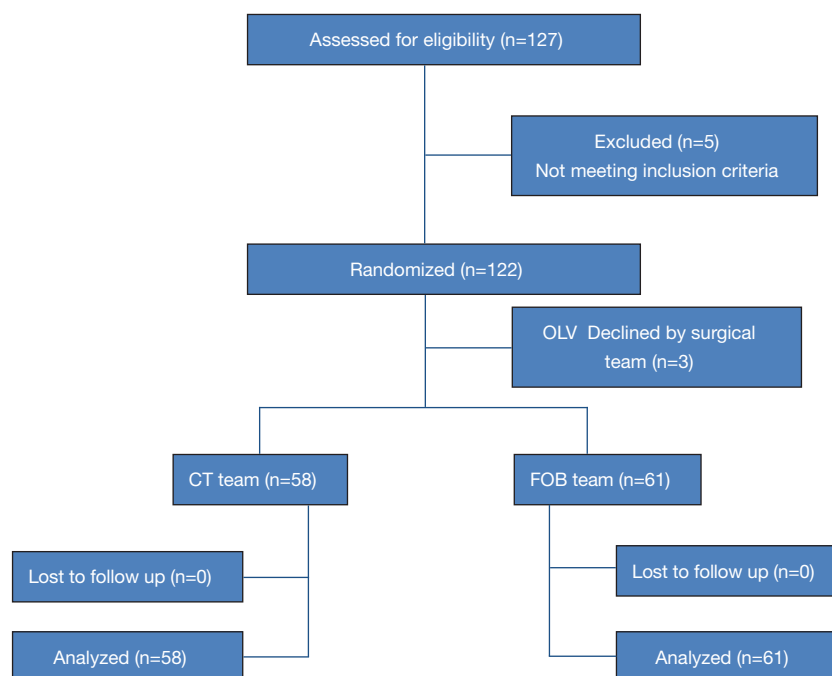 Assessed for eligibility (n=127)
Excluded (n=5)
Not meeting inclusion criteria
Randomized (n=122)
OLV  Declined by surgical
team (n=3)
CT team (n=58)
FOB team (n=61)
Lost to follow up (n=0)
Lost to follow up (n=0)
Analyzed (n=58)
Analyzed (n=61)